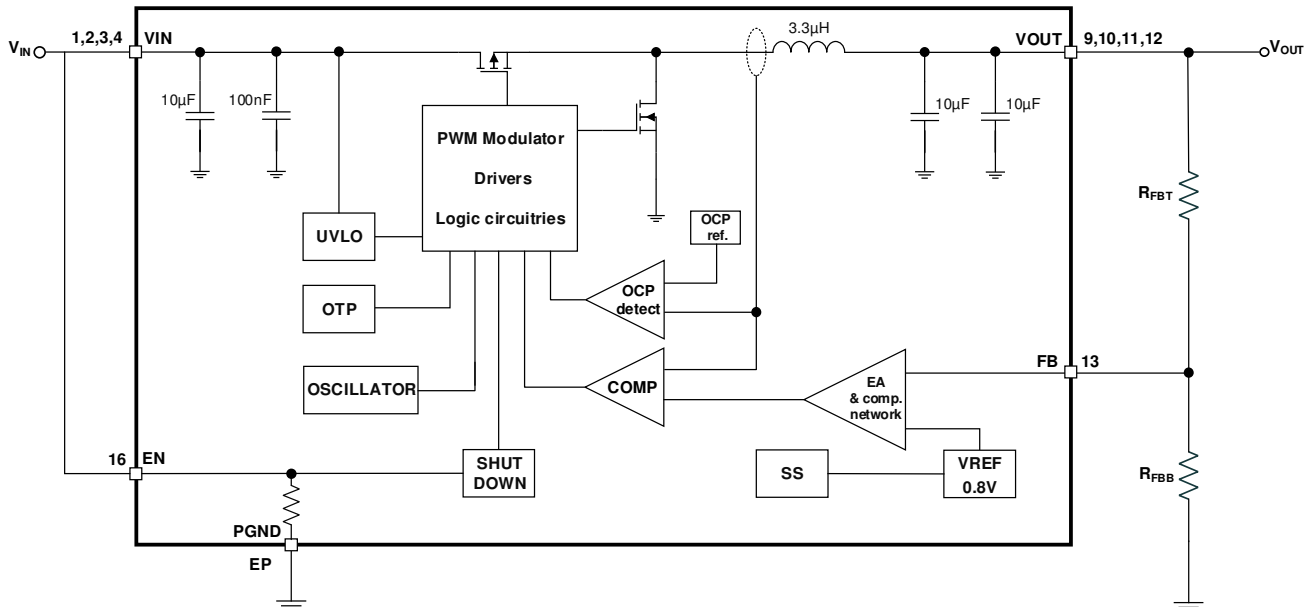 VIN
1,2,3,4
VIN
3.3µH
VOUT
9,10,11,12
VOUT
10µF
100nF
10µF
10µF
PWM Modulator
Drivers
Logic circuitries
RFBT
UVLO
OCP
ref.
OTP
OCP
detect
FB
13
OSCILLATOR
COMP
EA
& comp.
network
16
EN
SHUT
DOWN
SS
VREF
0.8V
RFBB
PGND
EP